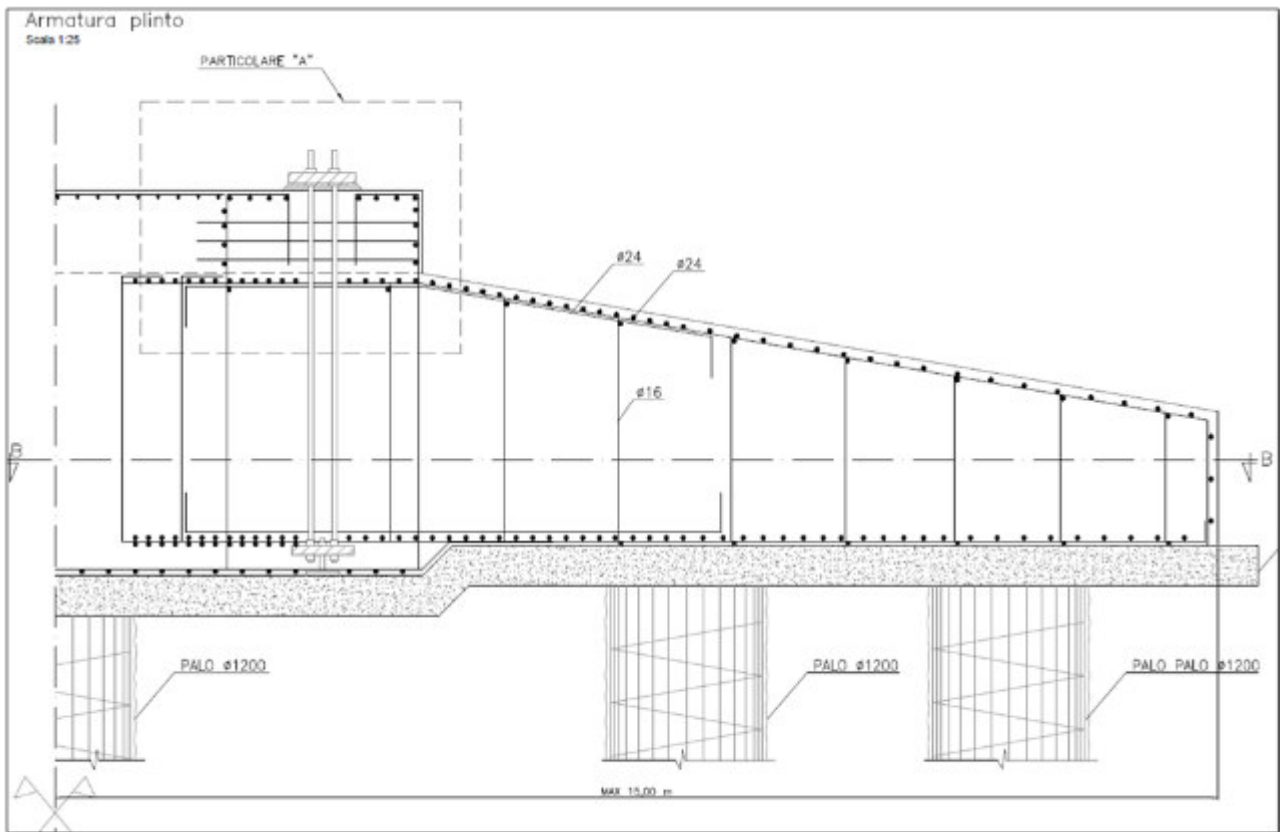 Armatura plinto
Scala 1:25
PARTICOLARE "A"
ø24
ø24
ø16
B
B
PALO ø1200
PALO ø1200
PALO PALO ø1200
MAX 15,00 m